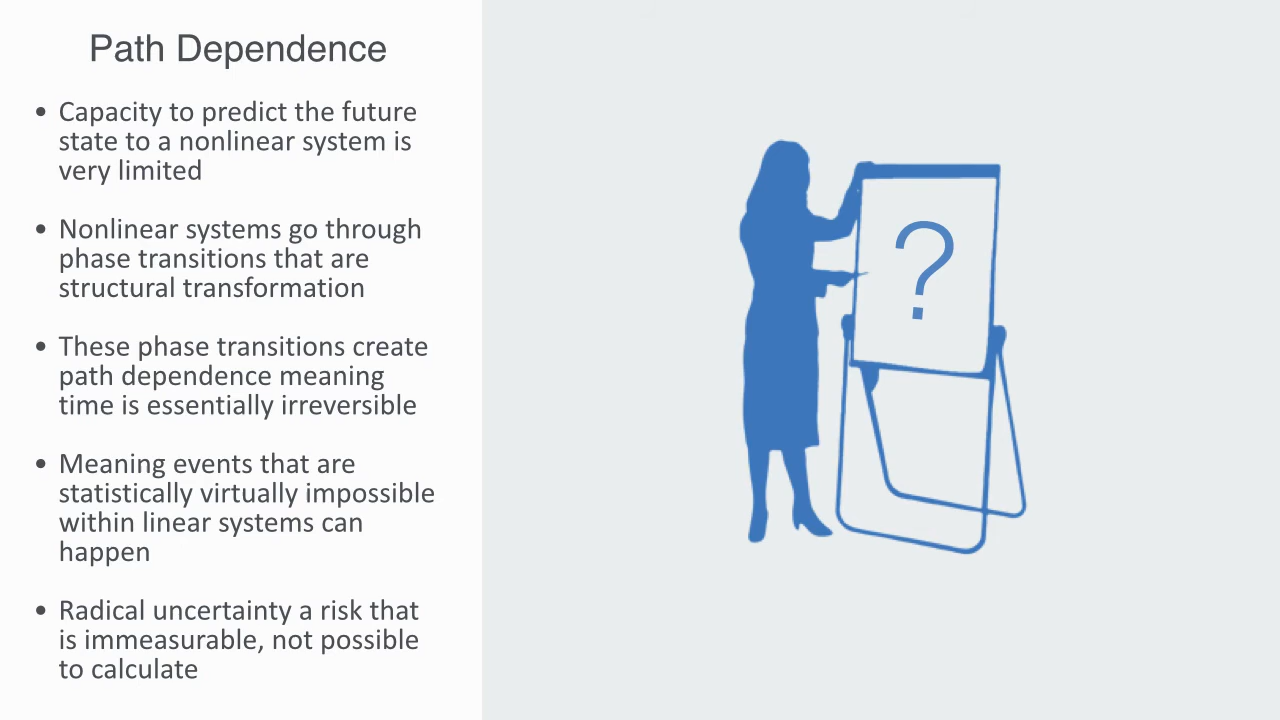 Path Dependence
• Capacity to predict the future
state to a nonlinear system is
very limited
• Nonlinear systems go through
phase transitions that are
structural transformation
• These phase transitions create
path dependence meaning
time is essentially irreversible
• Meaning events that are
statistically virtually impossible
within linear systems can
happen
• Radical uncertainty a risk that
is immeasurable, not possible
to calculate
?